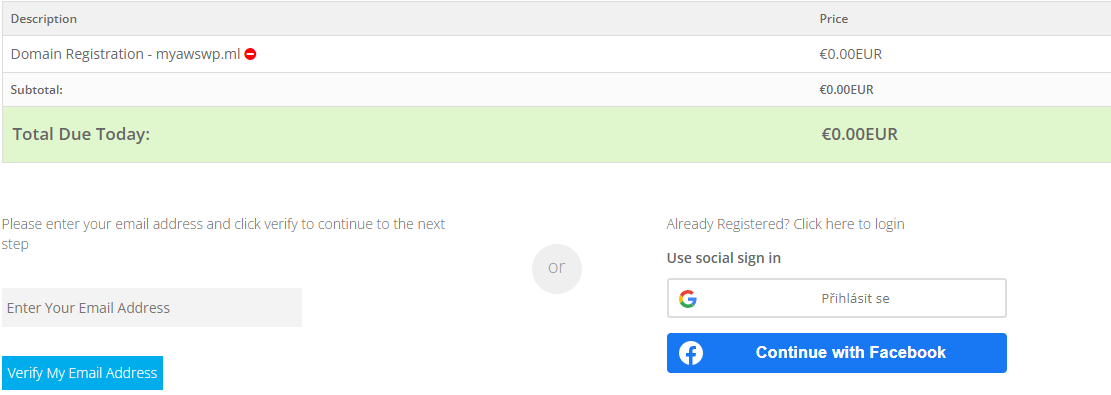 Description Price
Domain Registration - myawswp.ml €0.00EUR
Subtotal: €0.00EUR
Total Due Today: €0.00EUR
Please enter your email address and click verify to continue to the next
step
Enter Your Email Address
Verify My Email Address
or
Already Registered? Click here to login
Use social sign in
Přihlásit se
Continue with Facebook